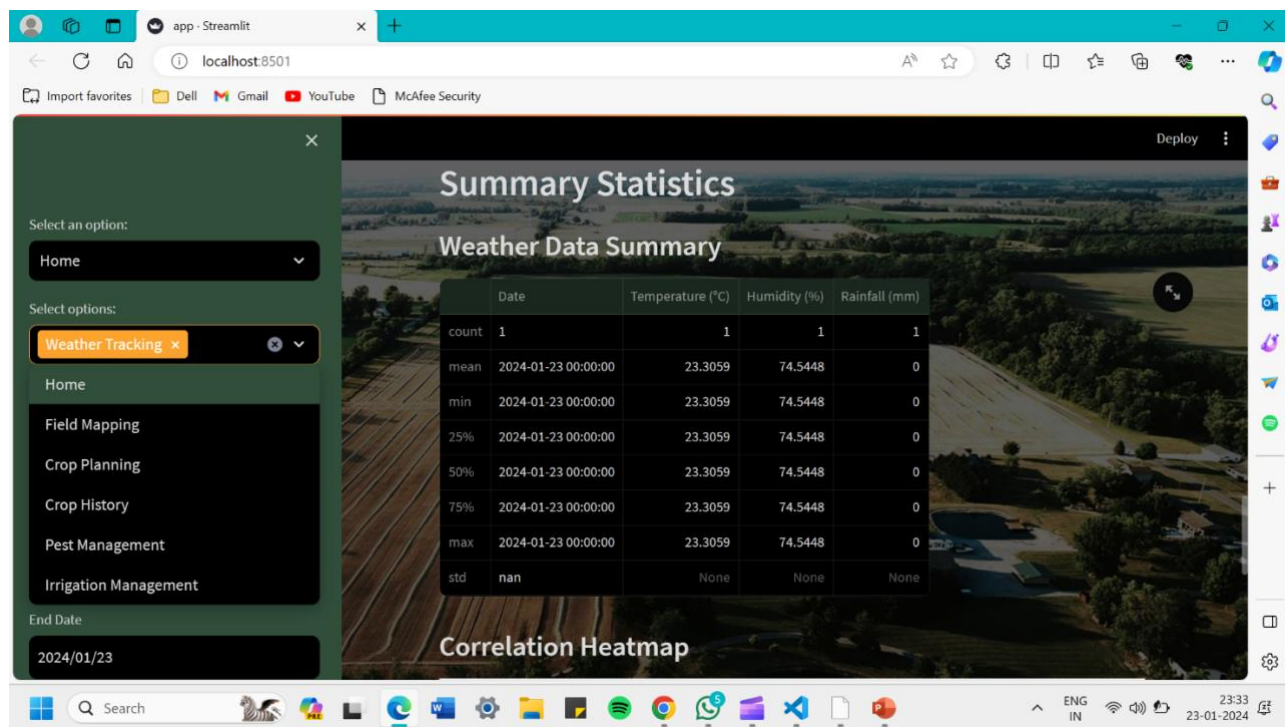 app · Streamlit
localhost:8501
Import favorites Dell Gmail YouTube McAfee Security
Deploy
Select an option:
Home
Select options:
Weather Tracking ×
Home
Field Mapping
Crop Planning
Crop History
Pest Management
Irrigation Management
End Date
2024/01/23
Summary Statistics
Weather Data Summary
Date Temperature (°C) Humidity (%) Rainfall (mm)
count 1 1 1 1
mean 2024-01-23 00:00:00 23.3059 74.5448 0
min 2024-01-23 00:00:00 23.3059 74.5448 0
25% 2024-01-23 00:00:00 23.3059 74.5448 0
50% 2024-01-23 00:00:00 23.3059 74.5448 0
75% 2024-01-23 00:00:00 23.3059 74.5448 0
max 2024-01-23 00:00:00 23.3059 74.5448 0
std nan None None None
Correlation Heatmap
Search
PRE
5
ENG
IN
23:33
23-01-2024